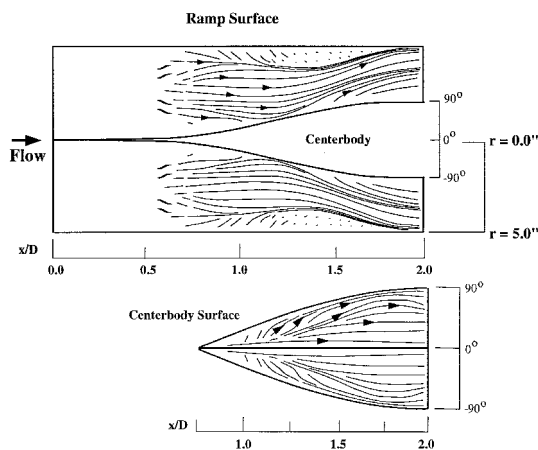 Ramp Surface
90°
Centerbody
0°
r = 0.0"
Flow
-90°
r = 5.0"
x/D
0.0
0.5
1.0
1.5
2.0
Centerbody Surface
90°
0°
-90°
x/D
1.0
1.5
2.0